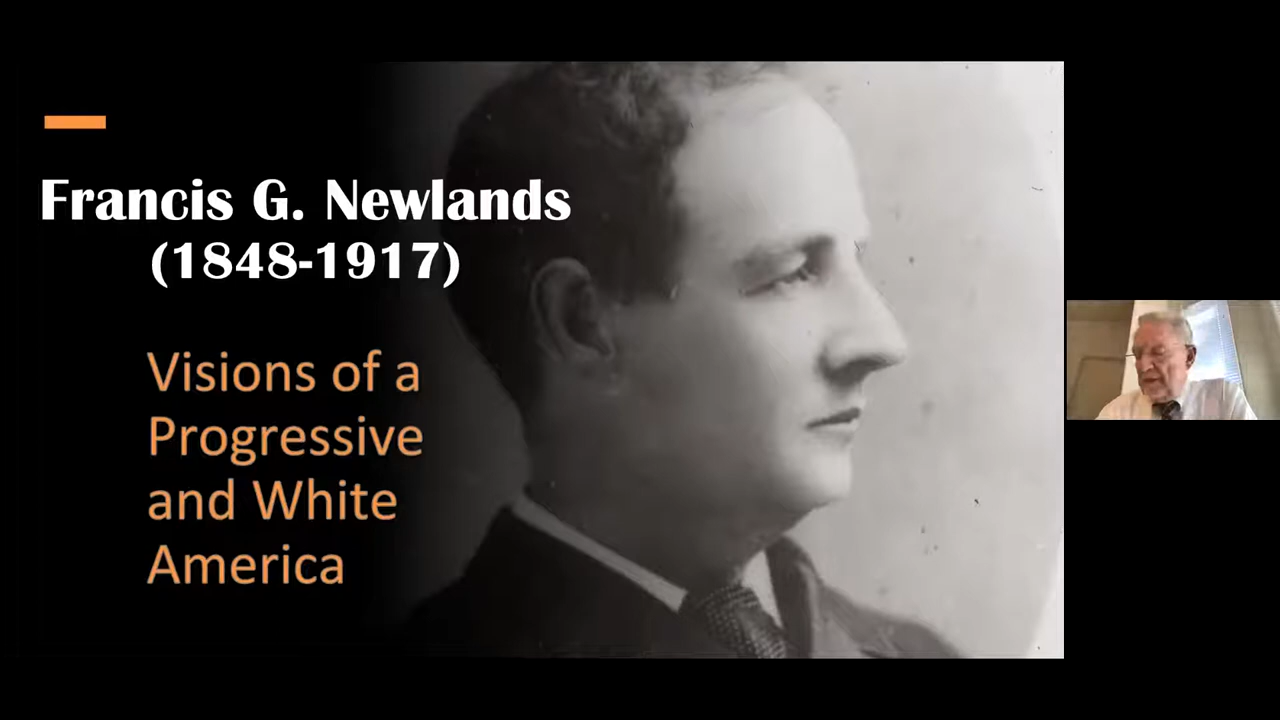 Francis G. Newlands
(1848-1917)
Visions of a
Progressive
and White
America